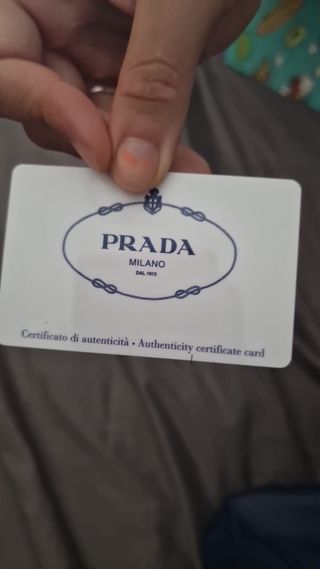 PRADA
MILANO
DAL 1913
Certificato di autenticità • Authenticity certificate card